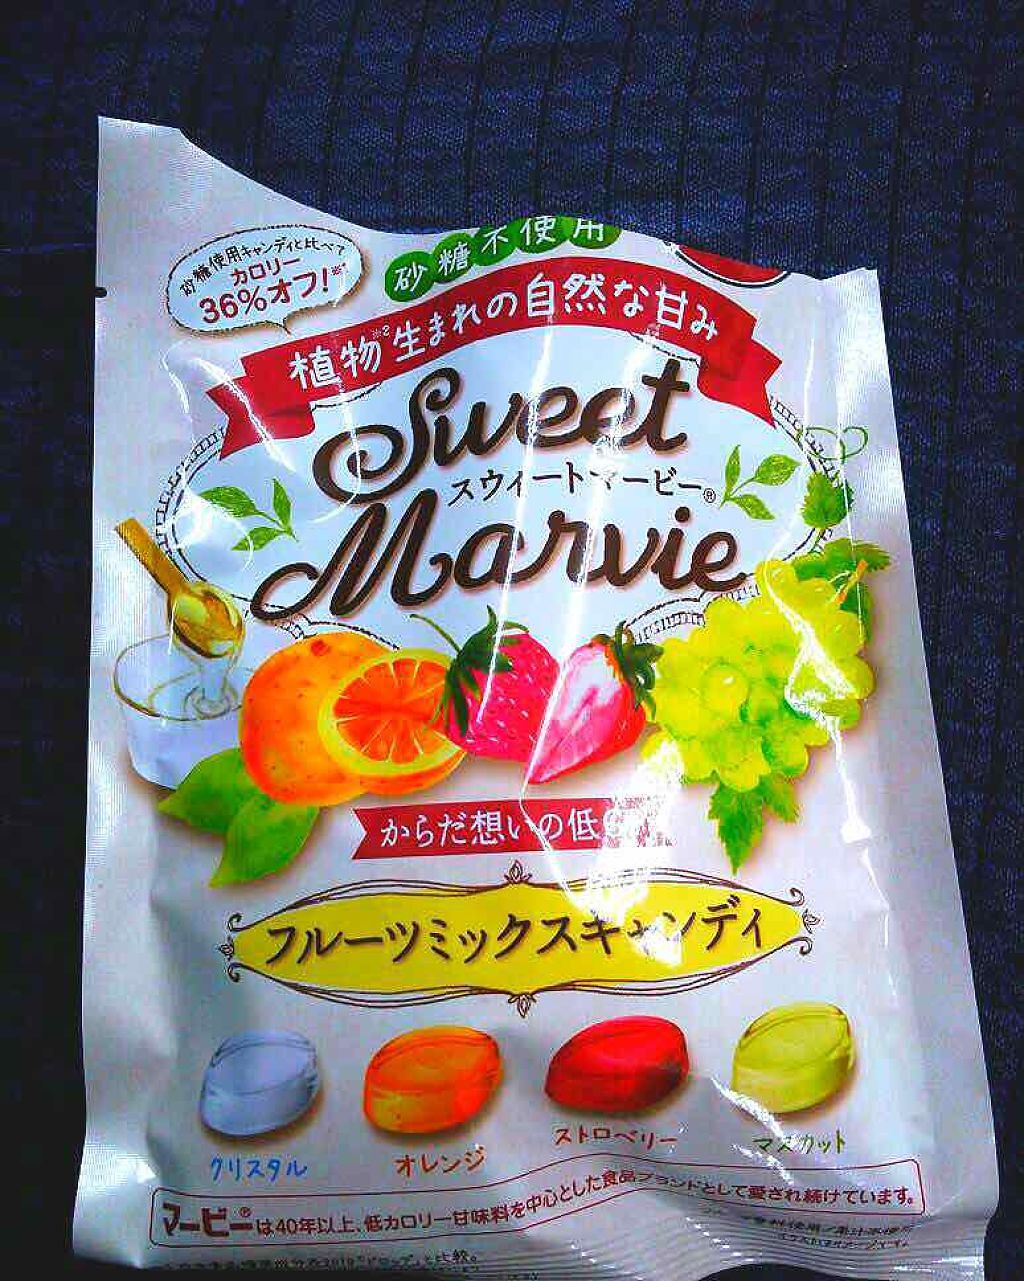 砂糖不使用
砂糖使用キャンディと比べて
カロリー
36%オフ!※1
植物※2生まれの自然な甘み
Sweet
スウィートマービー®
Marvie
からだ想いの低
フルーツミックスキャンディ
クリスタル
オレンジ
ストロベリー
マスカット
マービー®は40年以上、低カロリー甘味料を中心とした食品ブランドとして愛され続けています。